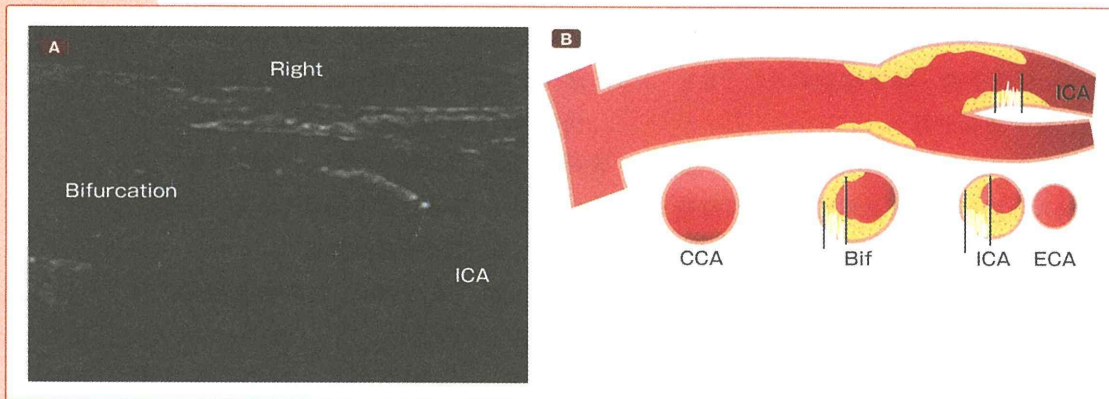 A
Right
Bifurcation
ICA
B
ICA
CCA
Bif
ICA
ECA